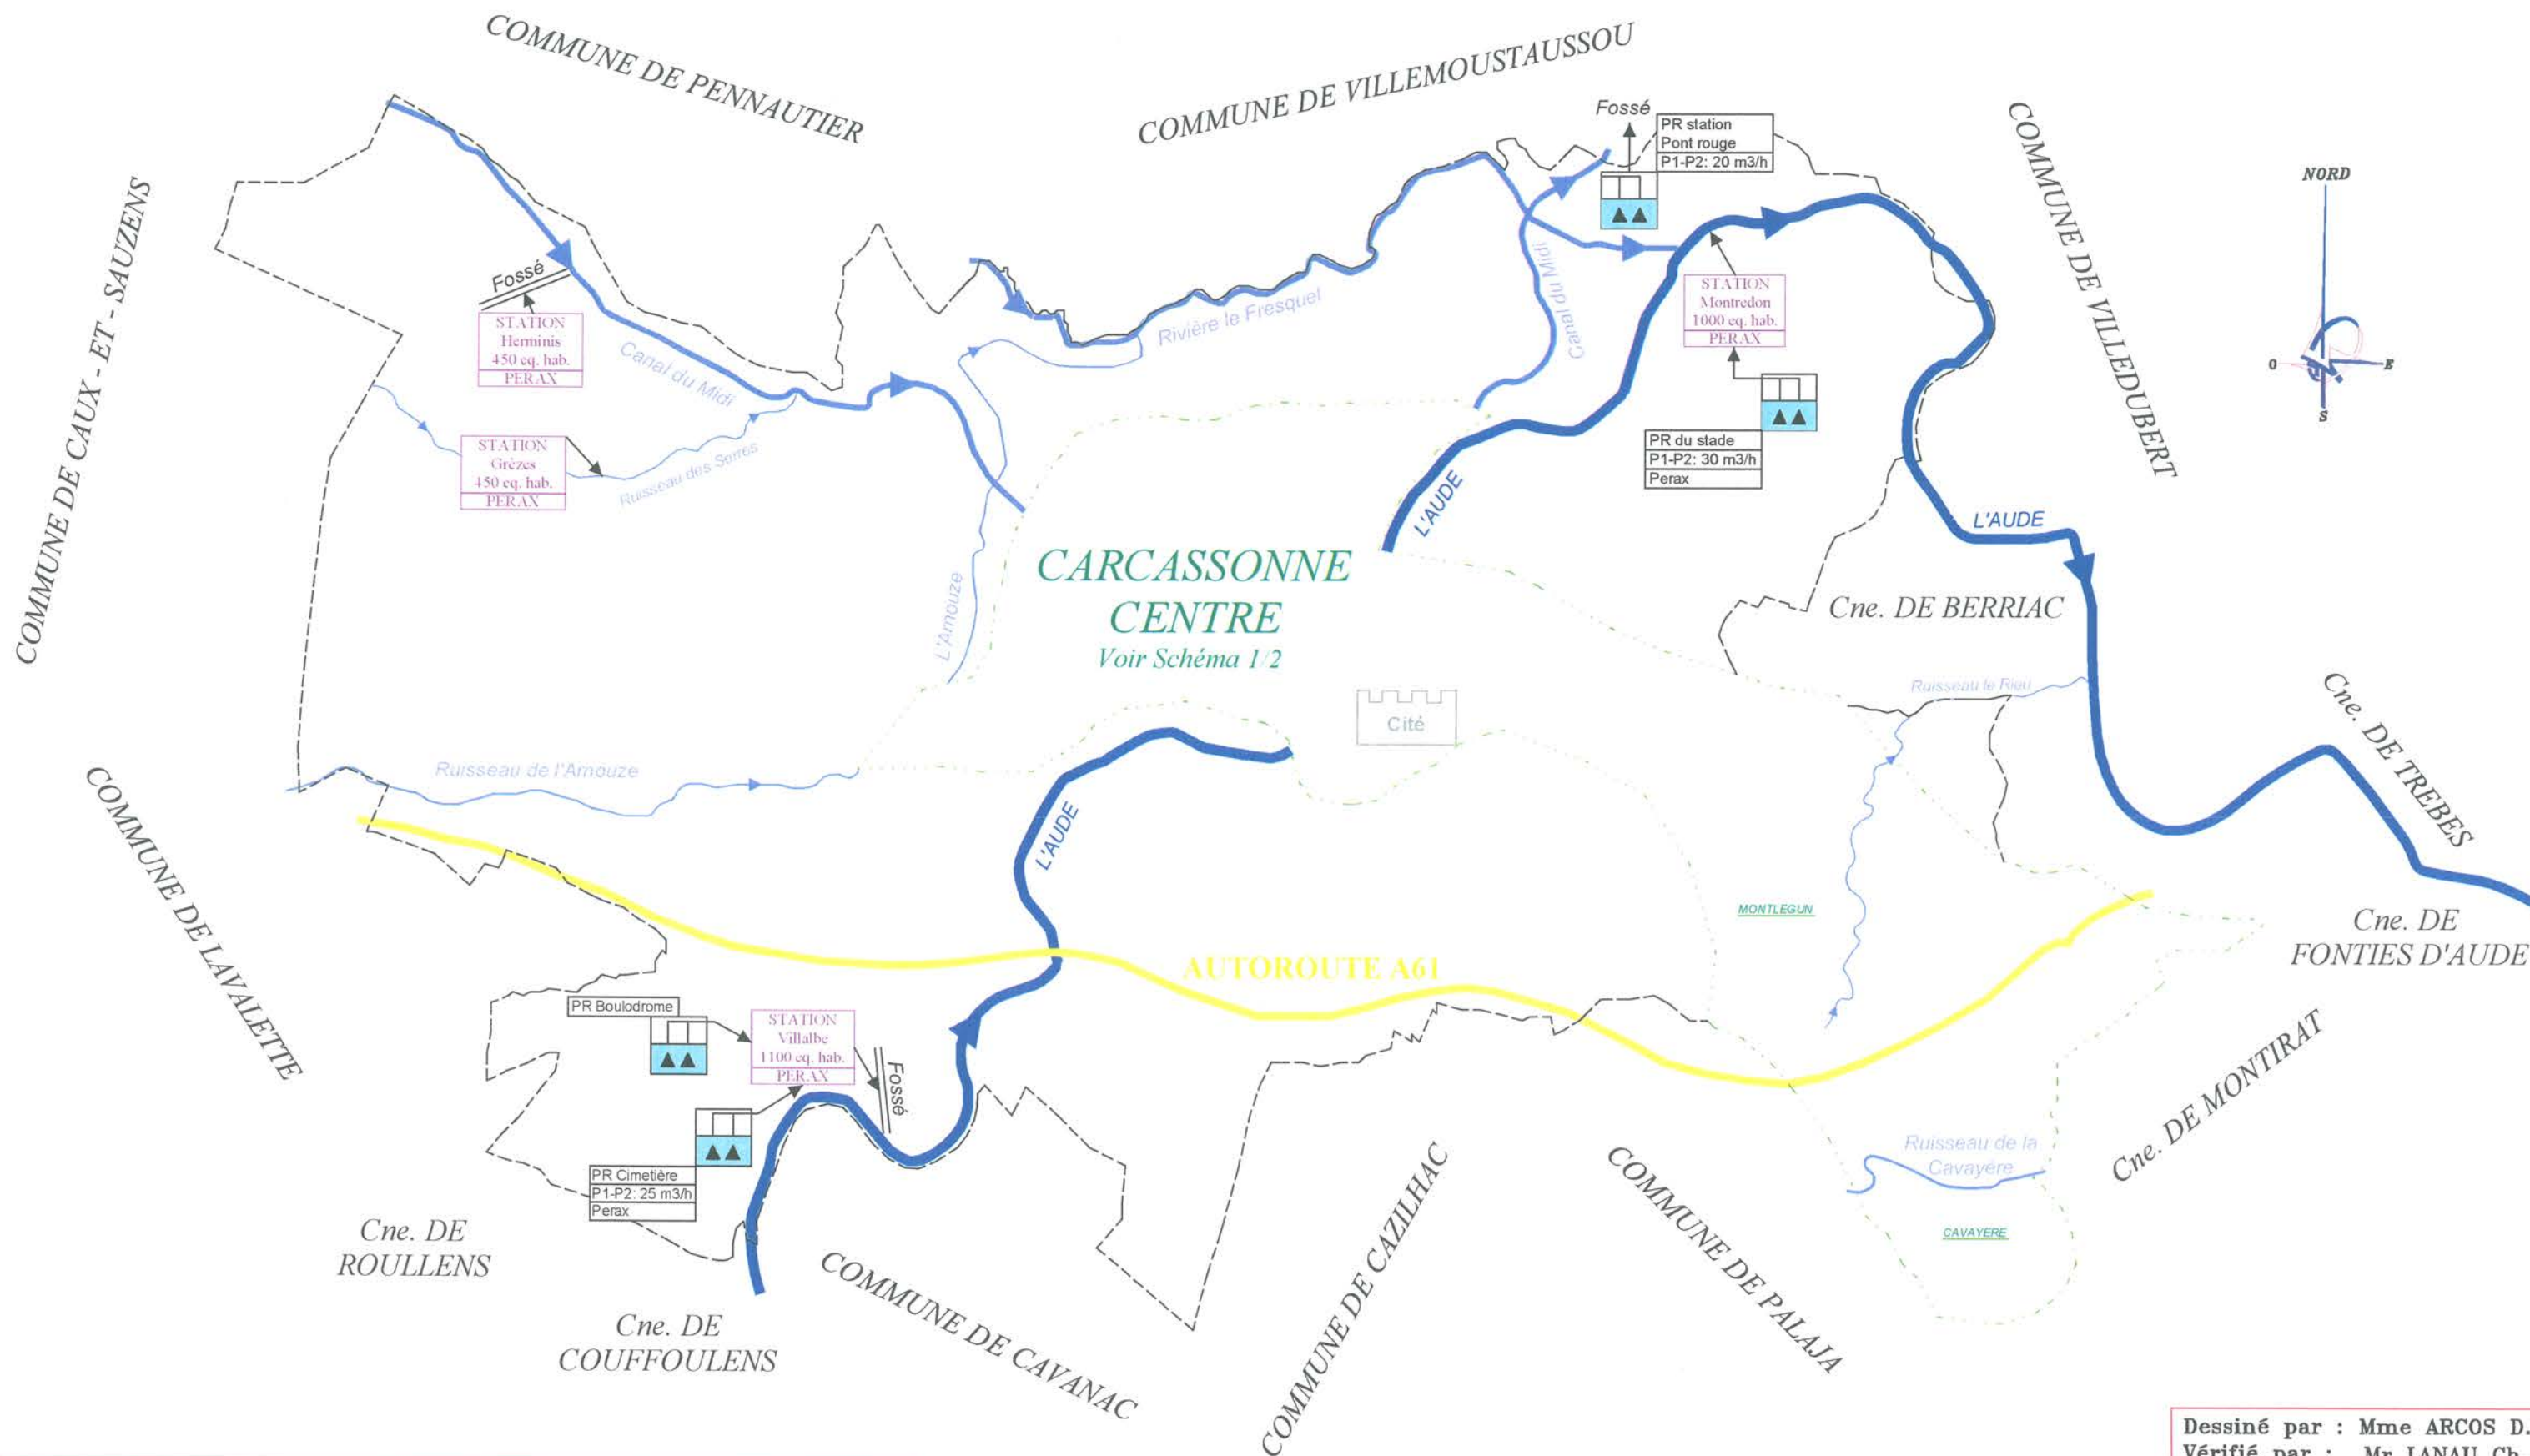 COMMUNE DE PENNAUTIER
COMMUNE DE VILLEMOUSTAUSSOU
COMMUNE DE VILLEDUBERT
COMMUNE DE CAUX - ET - SAUZENS
NORD
O
E
S
Fossé
PR station
Pont rouge
P1-P2: 20 m3/h
Fossé
STATION
Herminis
450 eq. hab.
PERAX
Canal du Midi
Rivière le Fresquel
Canal du Midi
STATION
Montredon
1000 eq. hab.
PERAX
PR du stade
P1-P2: 30 m3/h
Perax
STATION
Grèzes
450 eq. hab.
PERAX
Ruisseau des Serres
L'AUDE
L'AUDE
CARCASSONNE
CENTRE
Voir Schéma 1/2
L'Arnouze
Cité
Cne. DE BERRIAC
Ruisseau le Rieu
Cne. DE TREBES
Ruisseau de l'Arnouze
L'AUDE
COMMUNE DE LAVALETTE
MONTLEGUN
AUTOROUTE A61
Cne. DE
FONTIES D'AUDE
PR Boulodrome
STATION
Villalbe
1100 eq. hab.
PERAX
Fossé
PR Cimetière
P1-P2: 25 m3/h
Perax
Cne. DE MONTIRAT
Ruisseau de la
Cavayère
CAVAYERE
Cne. DE
ROULLENS
Cne. DE
COUFFOULENS
COMMUNE DE CAVANAC
COMMUNE DE CAZILHAC
COMMUNE DE PALAJA
Dessiné par : Mme ARCOS D.
Vérifié par : Mr LANAU Ch